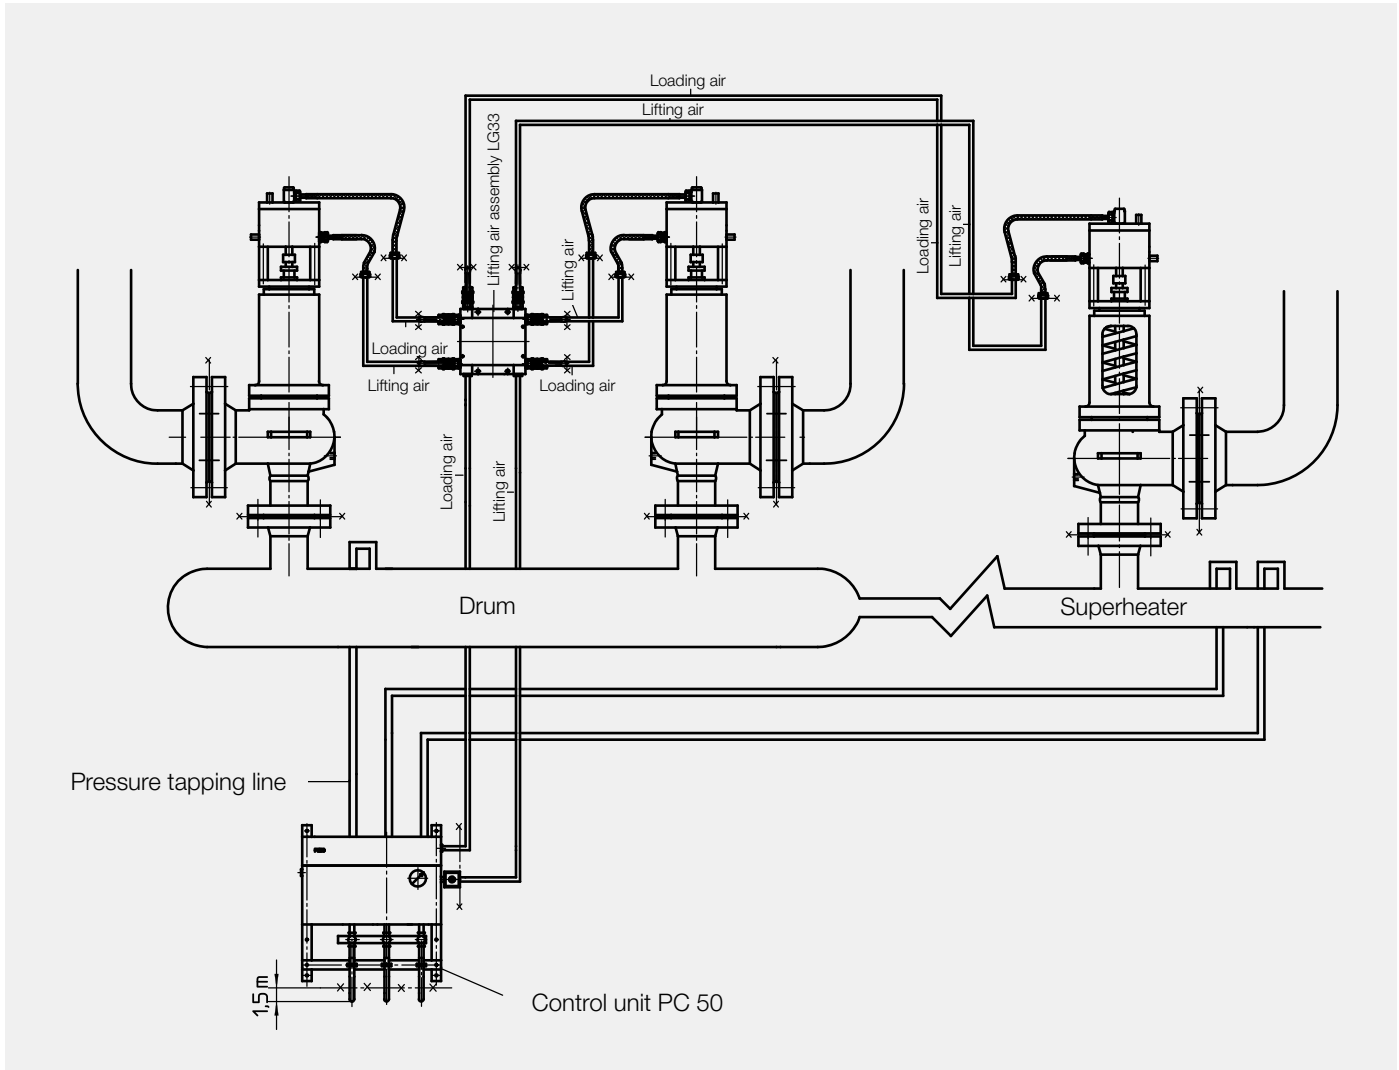 Loading air
Lifting air
Lifting air assembly LG33
Lifting air
Loading air
Lifting air
Loading air
Lifting air
Loading air
Loading air
Lifting air
Drum
Superheater
Pressure tapping line
1,5 m
Control unit PC 50